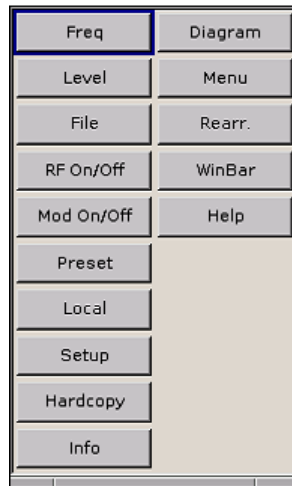 Freq Diagram
Level Menu
File Rearr.
RF On/Off WinBar
Mod On/Off Help
Preset
Local
Setup
Hardcopy
Info